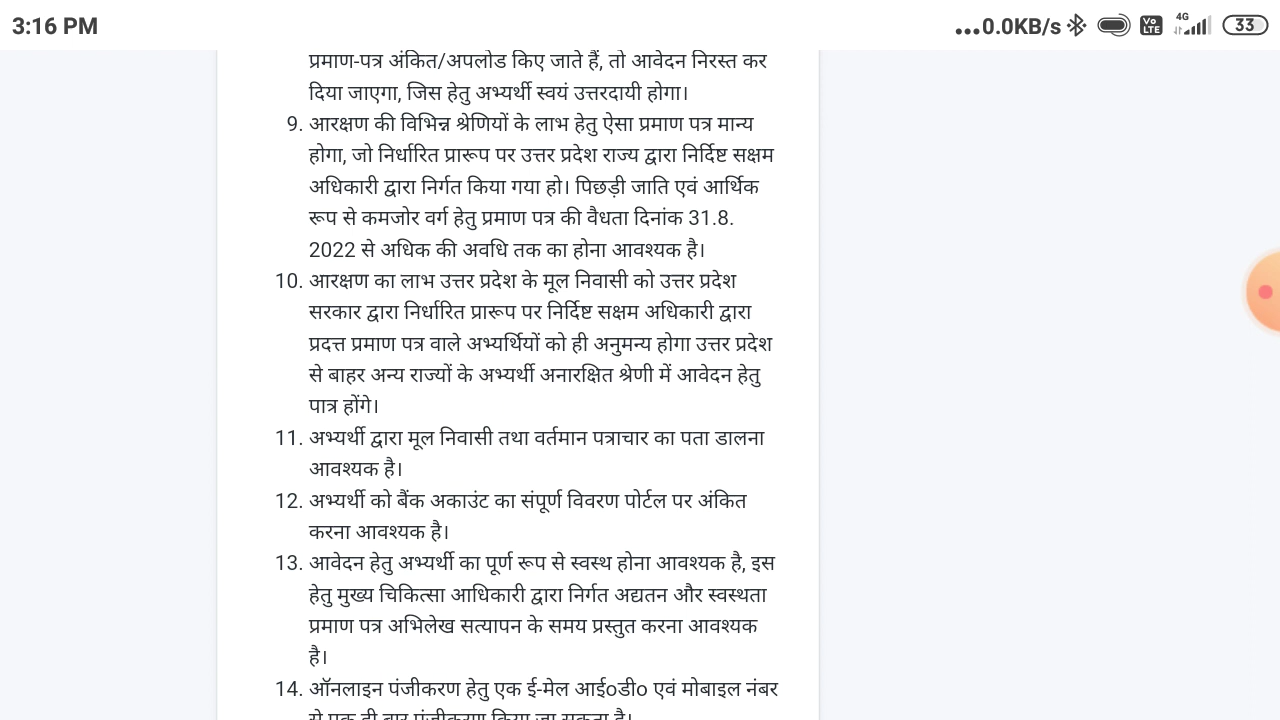 3:16 PM
...0.0KB/s Vo LTE 4G 33
प्रमाण-पत्र अंकित/अपलोड किए जाते हैं, तो आवेदन निरस्त कर
दिया जाएगा, जिस हेतु अभ्यर्थी स्वयं उत्तरदायी होगा।
9. आरक्षण की विभिन्न श्रेणियों के लाभ हेतु ऐसा प्रमाण पत्र मान्य
होगा, जो निर्धारित प्रारूप पर उत्तर प्रदेश राज्य द्वारा निर्दिष्ट सक्षम
अधिकारी द्वारा निर्गत किया गया हो। पिछड़ी जाति एवं आर्थिक
रूप से कमजोर वर्ग हेतु प्रमाण पत्र की वैधता दिनांक 31.8.
2022 से अधिक की अवधि तक का होना आवश्यक है।
10. आरक्षण का लाभ उत्तर प्रदेश के मूल निवासी को उत्तर प्रदेश
सरकार द्वारा निर्धारित प्रारूप पर निर्दिष्ट सक्षम अधिकारी द्वारा
प्रदत्त प्रमाण पत्र वाले अभ्यर्थियों को ही अनुमन्य होगा उत्तर प्रदेश
से बाहर अन्य राज्यों के अभ्यर्थी अनारक्षित श्रेणी में आवेदन हेतु
पात्र होंगे।
11. अभ्यर्थी द्वारा मूल निवासी तथा वर्तमान पत्राचार का पता डालना
आवश्यक है।
12. अभ्यर्थी को बैंक अकाउंट का संपूर्ण विवरण पोर्टल पर अंकित
करना आवश्यक है।
13. आवेदन हेतु अभ्यर्थी का पूर्ण रूप से स्वस्थ होना आवश्यक है, इस
हेतु मुख्य चिकित्सा आधिकारी द्वारा निर्गत अद्यतन और स्वस्थता
प्रमाण पत्र अभिलेख सत्यापन के समय प्रस्तुत करना आवश्यक
है।
14. ऑनलाइन पंजीकरण हेतु एक ई-मेल आई०डी० एवं मोबाइल नंबर
से एक ही बार पंजीकरण किया जा सकता है।